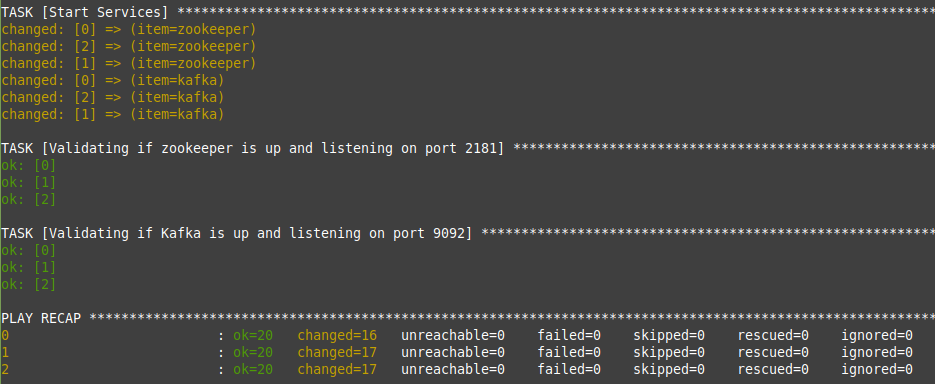 TASK [Start Services] ***********************************************************************************************
changed: [0] => (item=zookeeper)
changed: [2] => (item=zookeeper)
changed: [1] => (item=zookeeper)
changed: [0] => (item=kafka)
changed: [2] => (item=kafka)
changed: [1] => (item=kafka)
TASK [Validating if zookeeper is up and listening on port 2181] *****************************************************
ok: [0]
ok: [1]
ok: [2]
TASK [Validating if Kafka is up and listening on port 9092] *********************************************************
ok: [0]
ok: [1]
ok: [2]
PLAY RECAP **********************************************************************************************************
0                          : ok=20   changed=16   unreachable=0    failed=0    skipped=0    rescued=0    ignored=0
1                          : ok=20   changed=17   unreachable=0    failed=0    skipped=0    rescued=0    ignored=0
2                          : ok=20   changed=17   unreachable=0    failed=0    skipped=0    rescued=0    ignored=0